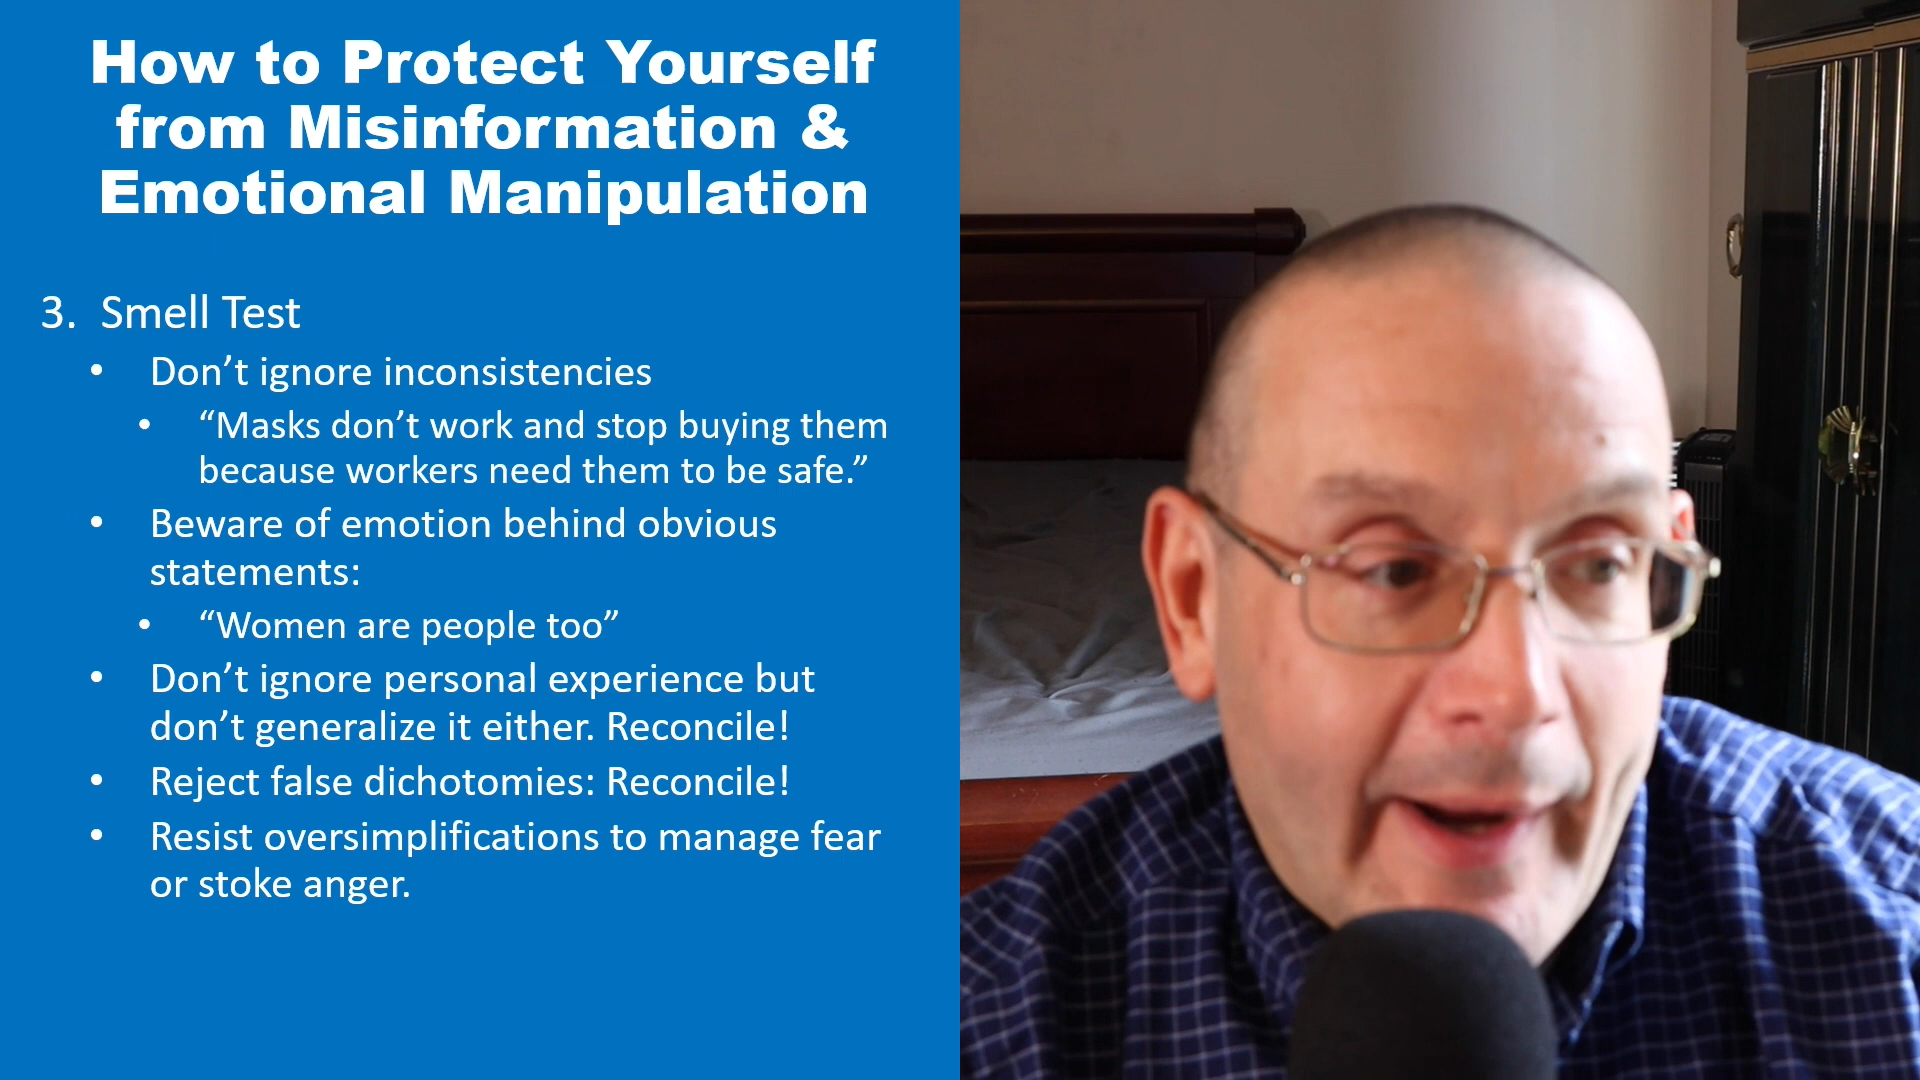 How to Protect Yourself
from Misinformation &
Emotional Manipulation
3. Smell Test
• Don’t ignore inconsistencies
• “Masks don’t work and stop buying them
because workers need them to be safe.”
• Beware of emotion behind obvious
statements:
• “Women are people too”
• Don’t ignore personal experience but
don’t generalize it either. Reconcile!
• Reject false dichotomies: Reconcile!
• Resist oversimplifications to manage fear
or stoke anger.